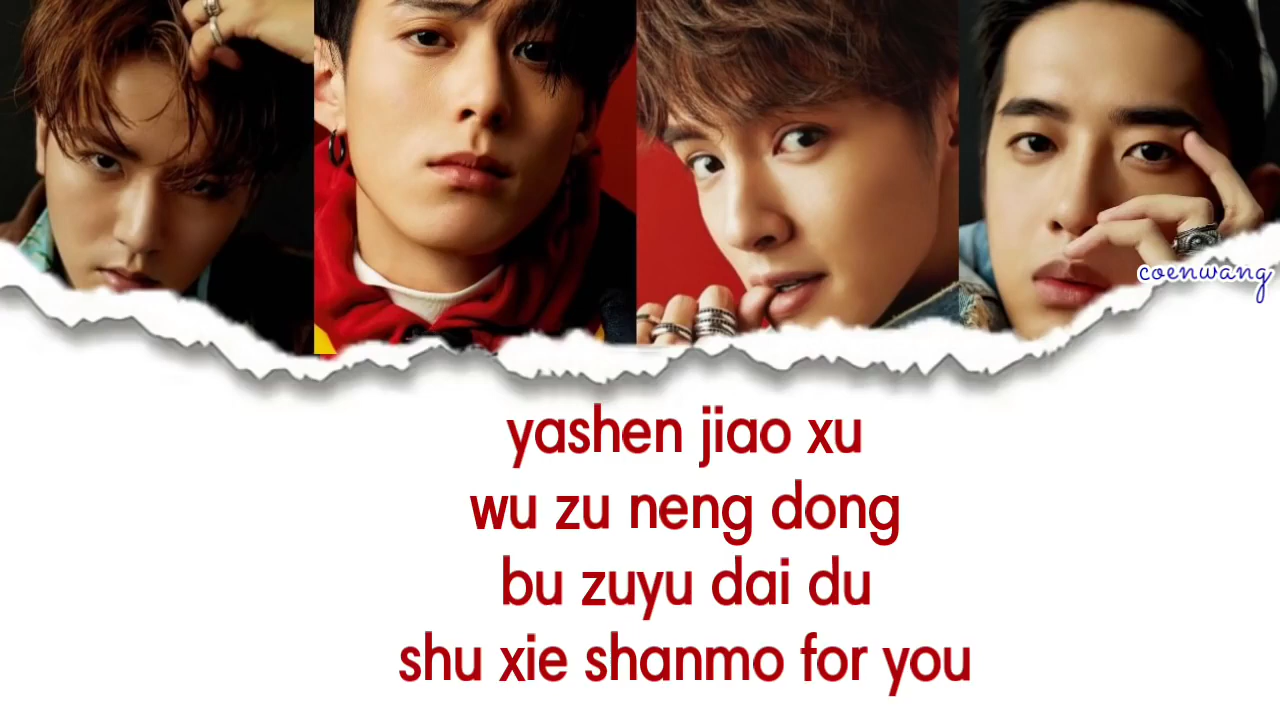 coenwang
yashen jiao xu
wu zu neng dong
bu zuyu dai du
shu xie shanmo for you